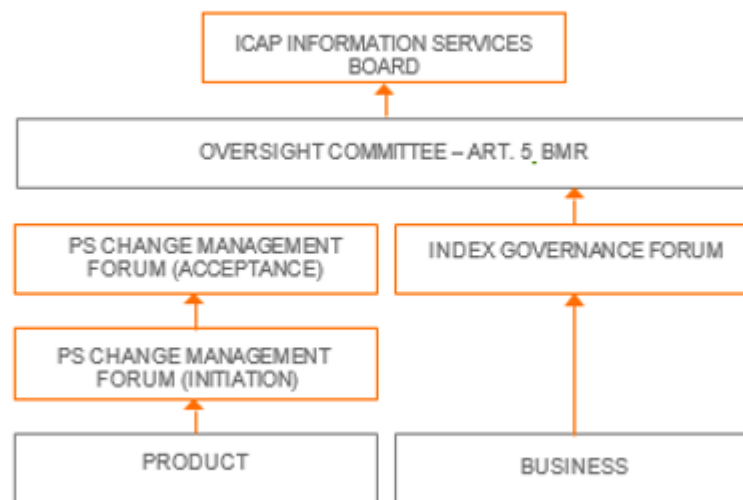 ICAP INFORMATION SERVICES
BOARD
OVERSIGHT COMMITTEE – ART. 5, BMR
PS CHANGE MANAGEMENT
FORUM (ACCEPTANCE)
INDEX GOVERNANCE FORUM
PS CHANGE MANAGEMENT
FORUM (INITIATION)
PRODUCT
BUSINESS